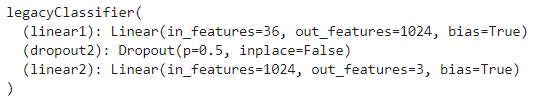 legacyClassifier(
  (linear1): Linear(in_features=36, out_features=1024, bias=True)
  (dropout2): Dropout(p=0.5, inplace=False)
  (linear2): Linear(in_features=1024, out_features=3, bias=True)
)